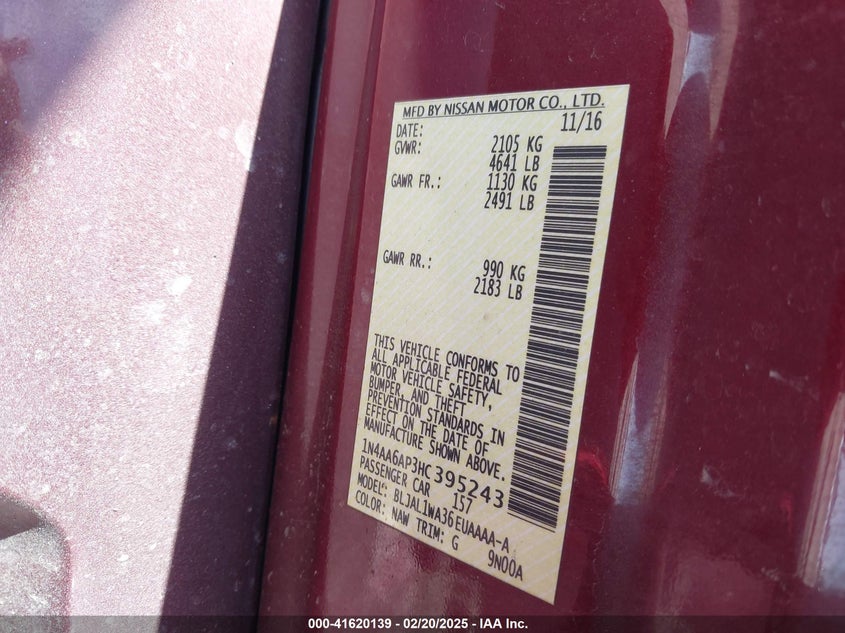 MFD BY NISSAN MOTOR CO., LTD.
DATE: 11/16
GVWR: 2105 KG
4641 LB
GAWR FR.: 1130 KG
2491 LB
GAWR RR.: 990 KG
2183 LB
THIS VEHICLE CONFORMS TO
ALL APPLICABLE FEDERAL
MOTOR VEHICLE SAFETY,
BUMPER, AND THEFT
PREVENTION STANDARDS IN
EFFECT ON THE DATE OF
MANUFACTURE SHOWN ABOVE.
1N4AA6AP3HC395243
PASSENGER CAR 157
MODEL: BLJAL1WA36EUAAAA-A
COLOR: NAW TRIM: G 9N00A
000-41620139 - 02/20/2025 - IAA Inc.